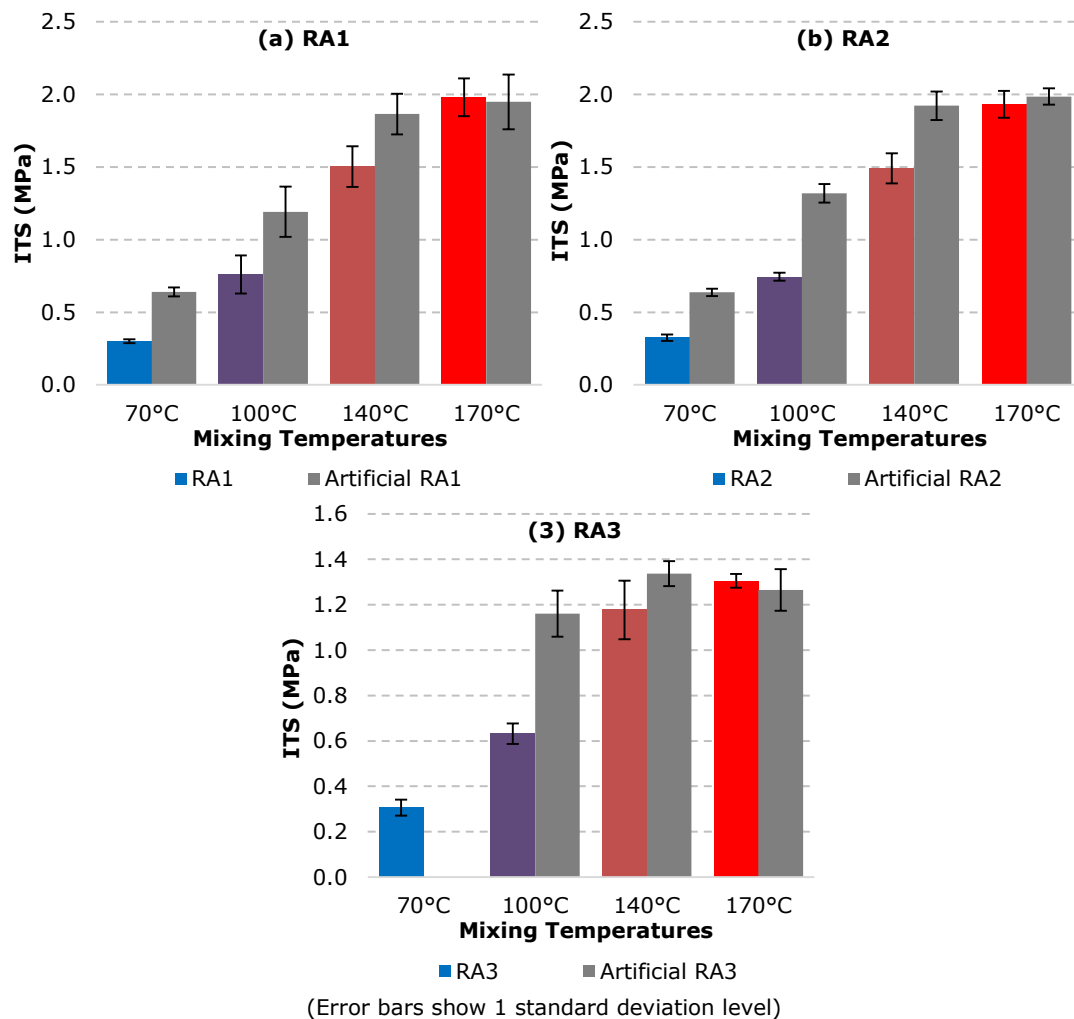 (a) RA1
2.5
2.0
1.5
1.0
0.5
0.0
ITS (MPa)
70°C 100°C 140°C 170°C
Mixing Temperatures
RA1 Artificial RA1
(b) RA2
2.5
2.0
1.5
1.0
0.5
0.0
ITS (MPa)
70°C 100°C 140°C 170°C
Mixing Temperatures
RA2 Artificial RA2
(3) RA3
1.6
1.4
1.2
1.0
0.8
0.6
0.4
0.2
0.0
ITS (MPa)
70°C 100°C 140°C 170°C
Mixing Temperatures
RA3 Artificial RA3
(Error bars show 1 standard deviation level)